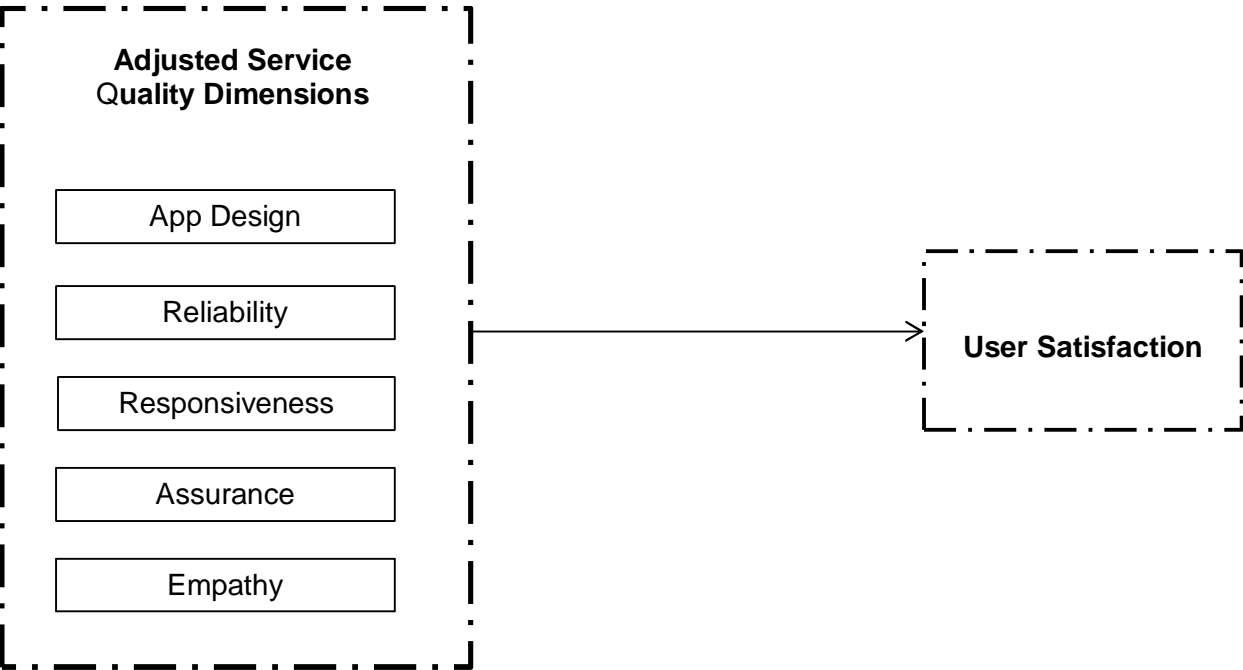 Adjusted Service
Quality Dimensions
App Design
Reliability
Responsiveness
Assurance
Empathy
User Satisfaction